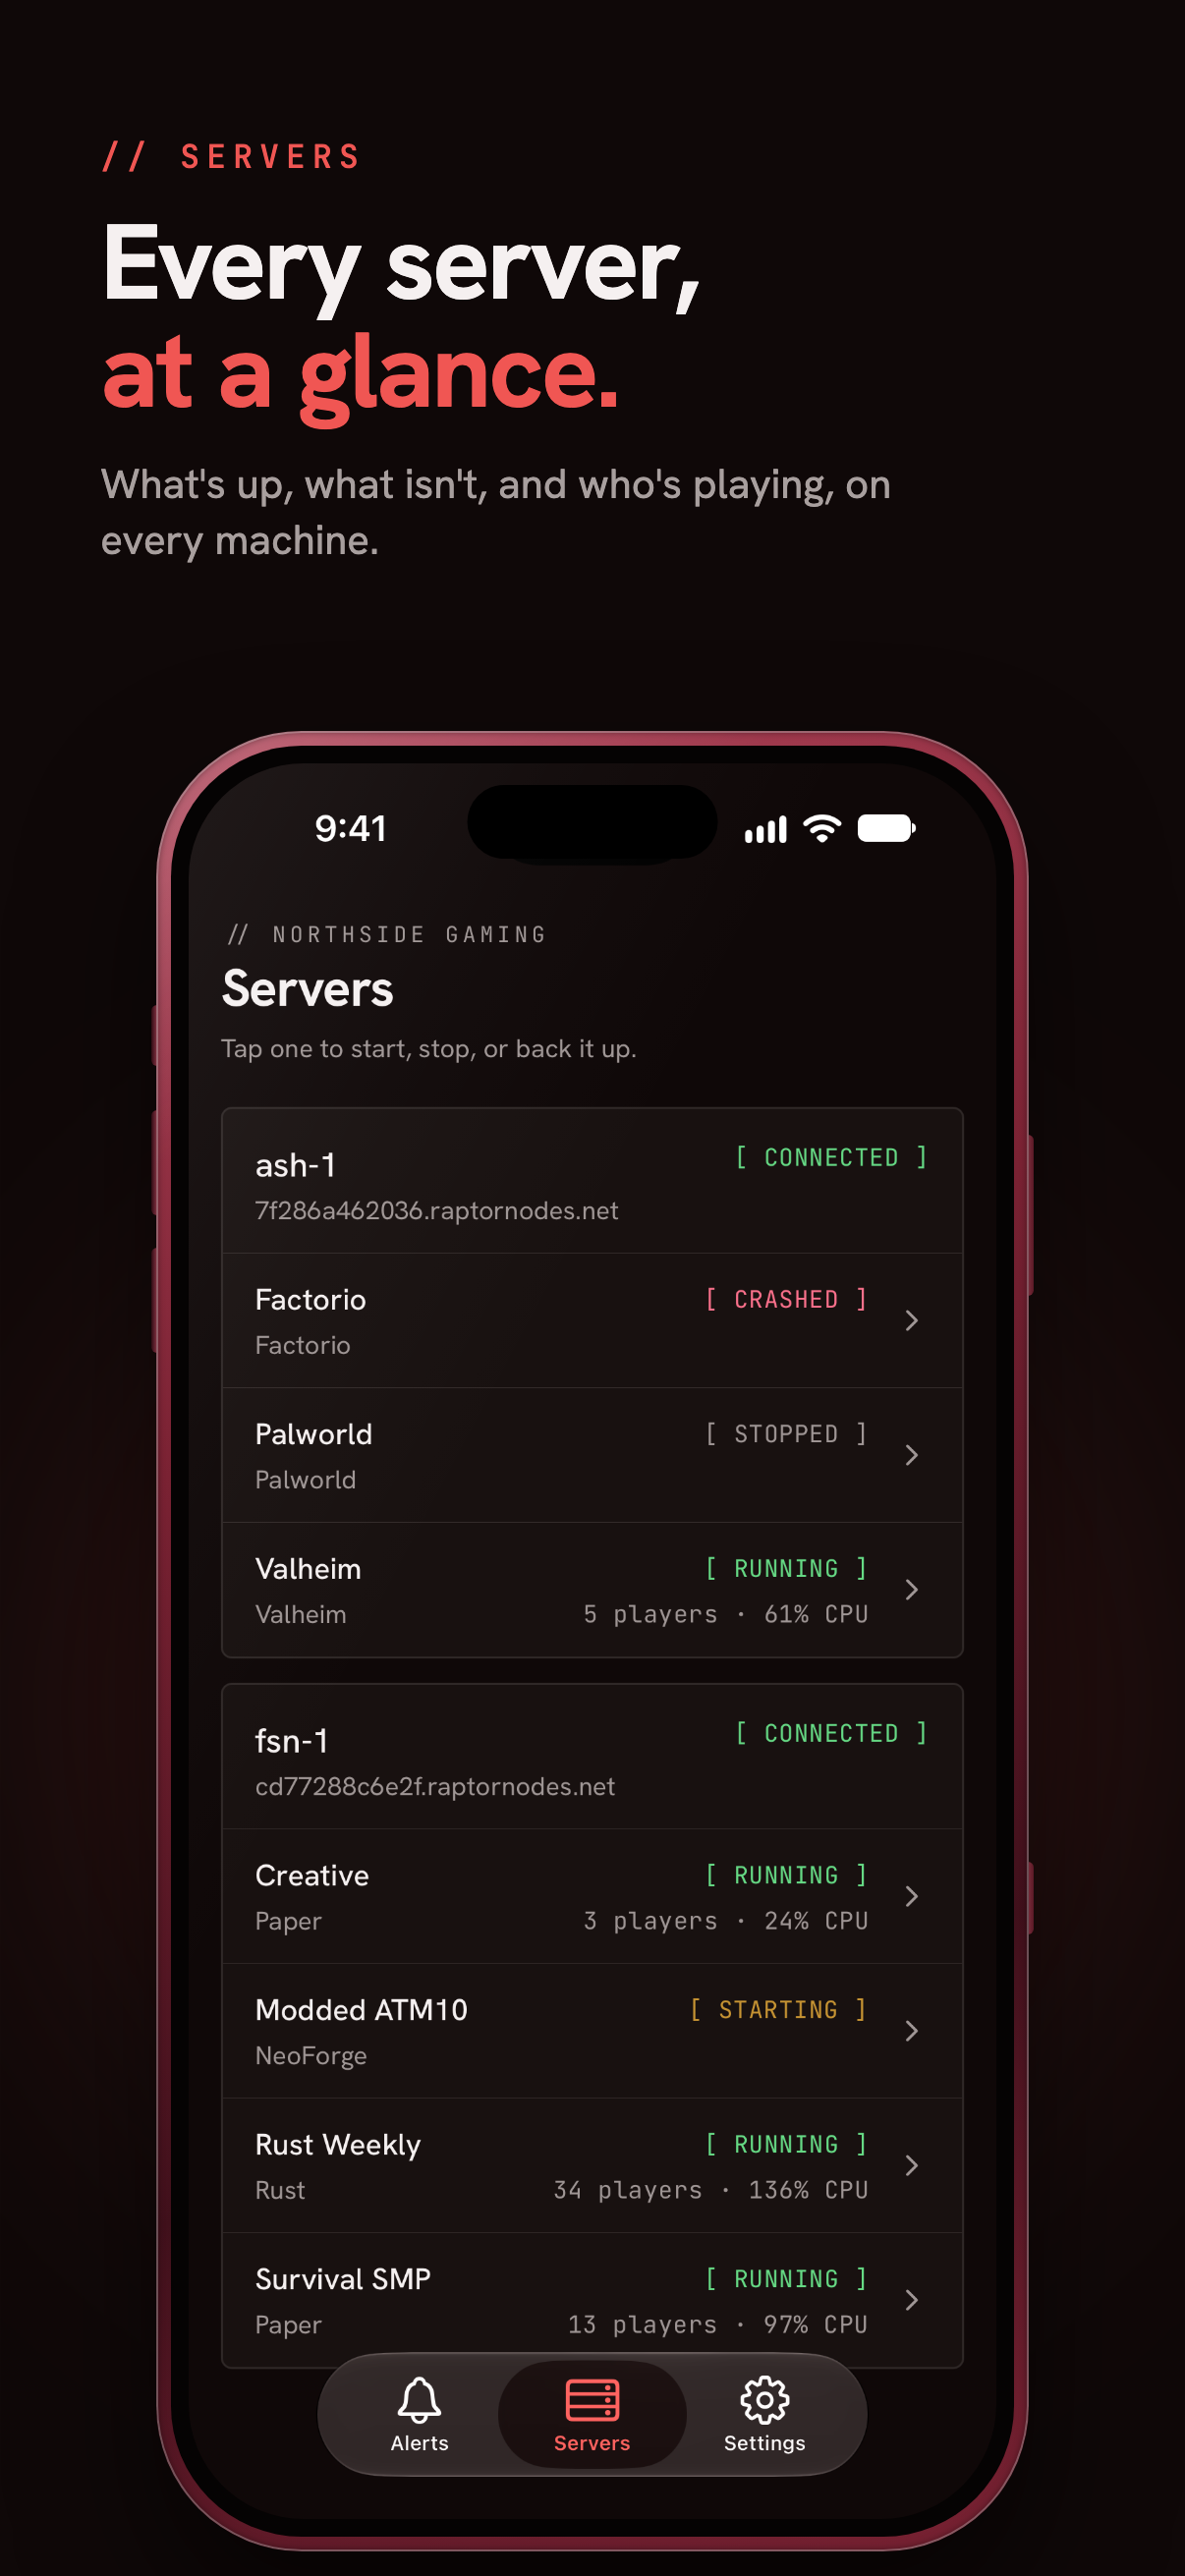 // SERVERS
Every server,
at a glance.
What's up, what isn't, and who's playing, on
every machine.
9:41
// NORTHSIDE GAMING
Servers
Tap one to start, stop, or back it up.
ash-1 [ CONNECTED ]
7f286a462036.raptornodes.net
Factorio [ CRASHED ]
Factorio
Palworld [ STOPPED ]
Palworld
Valheim [ RUNNING ]
Valheim 5 players · 61% CPU
fsn-1 [ CONNECTED ]
cd77288c6e2f.raptornodes.net
Creative [ RUNNING ]
Paper 3 players · 24% CPU
Modded ATM10 [ STARTING ]
NeoForge
Rust Weekly [ RUNNING ]
Rust 34 players · 136% CPU
Survival SMP [ RUNNING ]
Paper 13 players · 97% CPU
Alerts Servers Settings